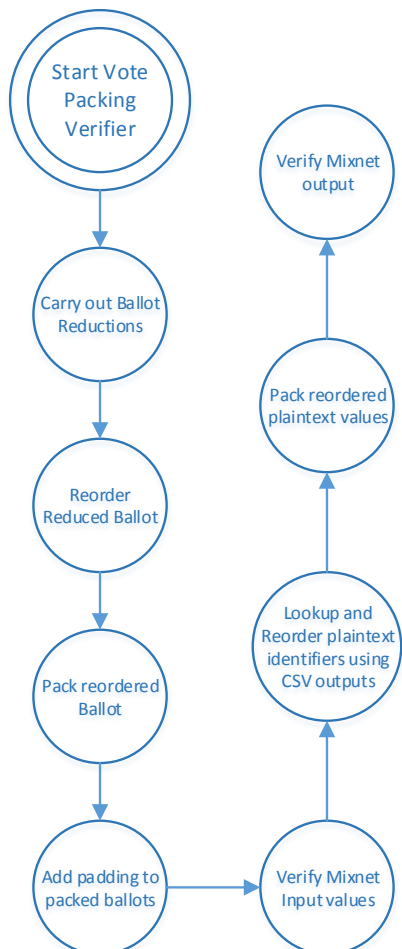 Start Vote
Packing
Verifier
Carry out Ballot
Reductions
Reorder
Reduced Ballot
Pack reordered
Ballot
Add padding to
packed ballots
Verify Mixnet
Input values
Lookup and
Reorder plaintext
identifiers using
CSV outputs
Pack reordered
plaintext values
Verify Mixnet
output